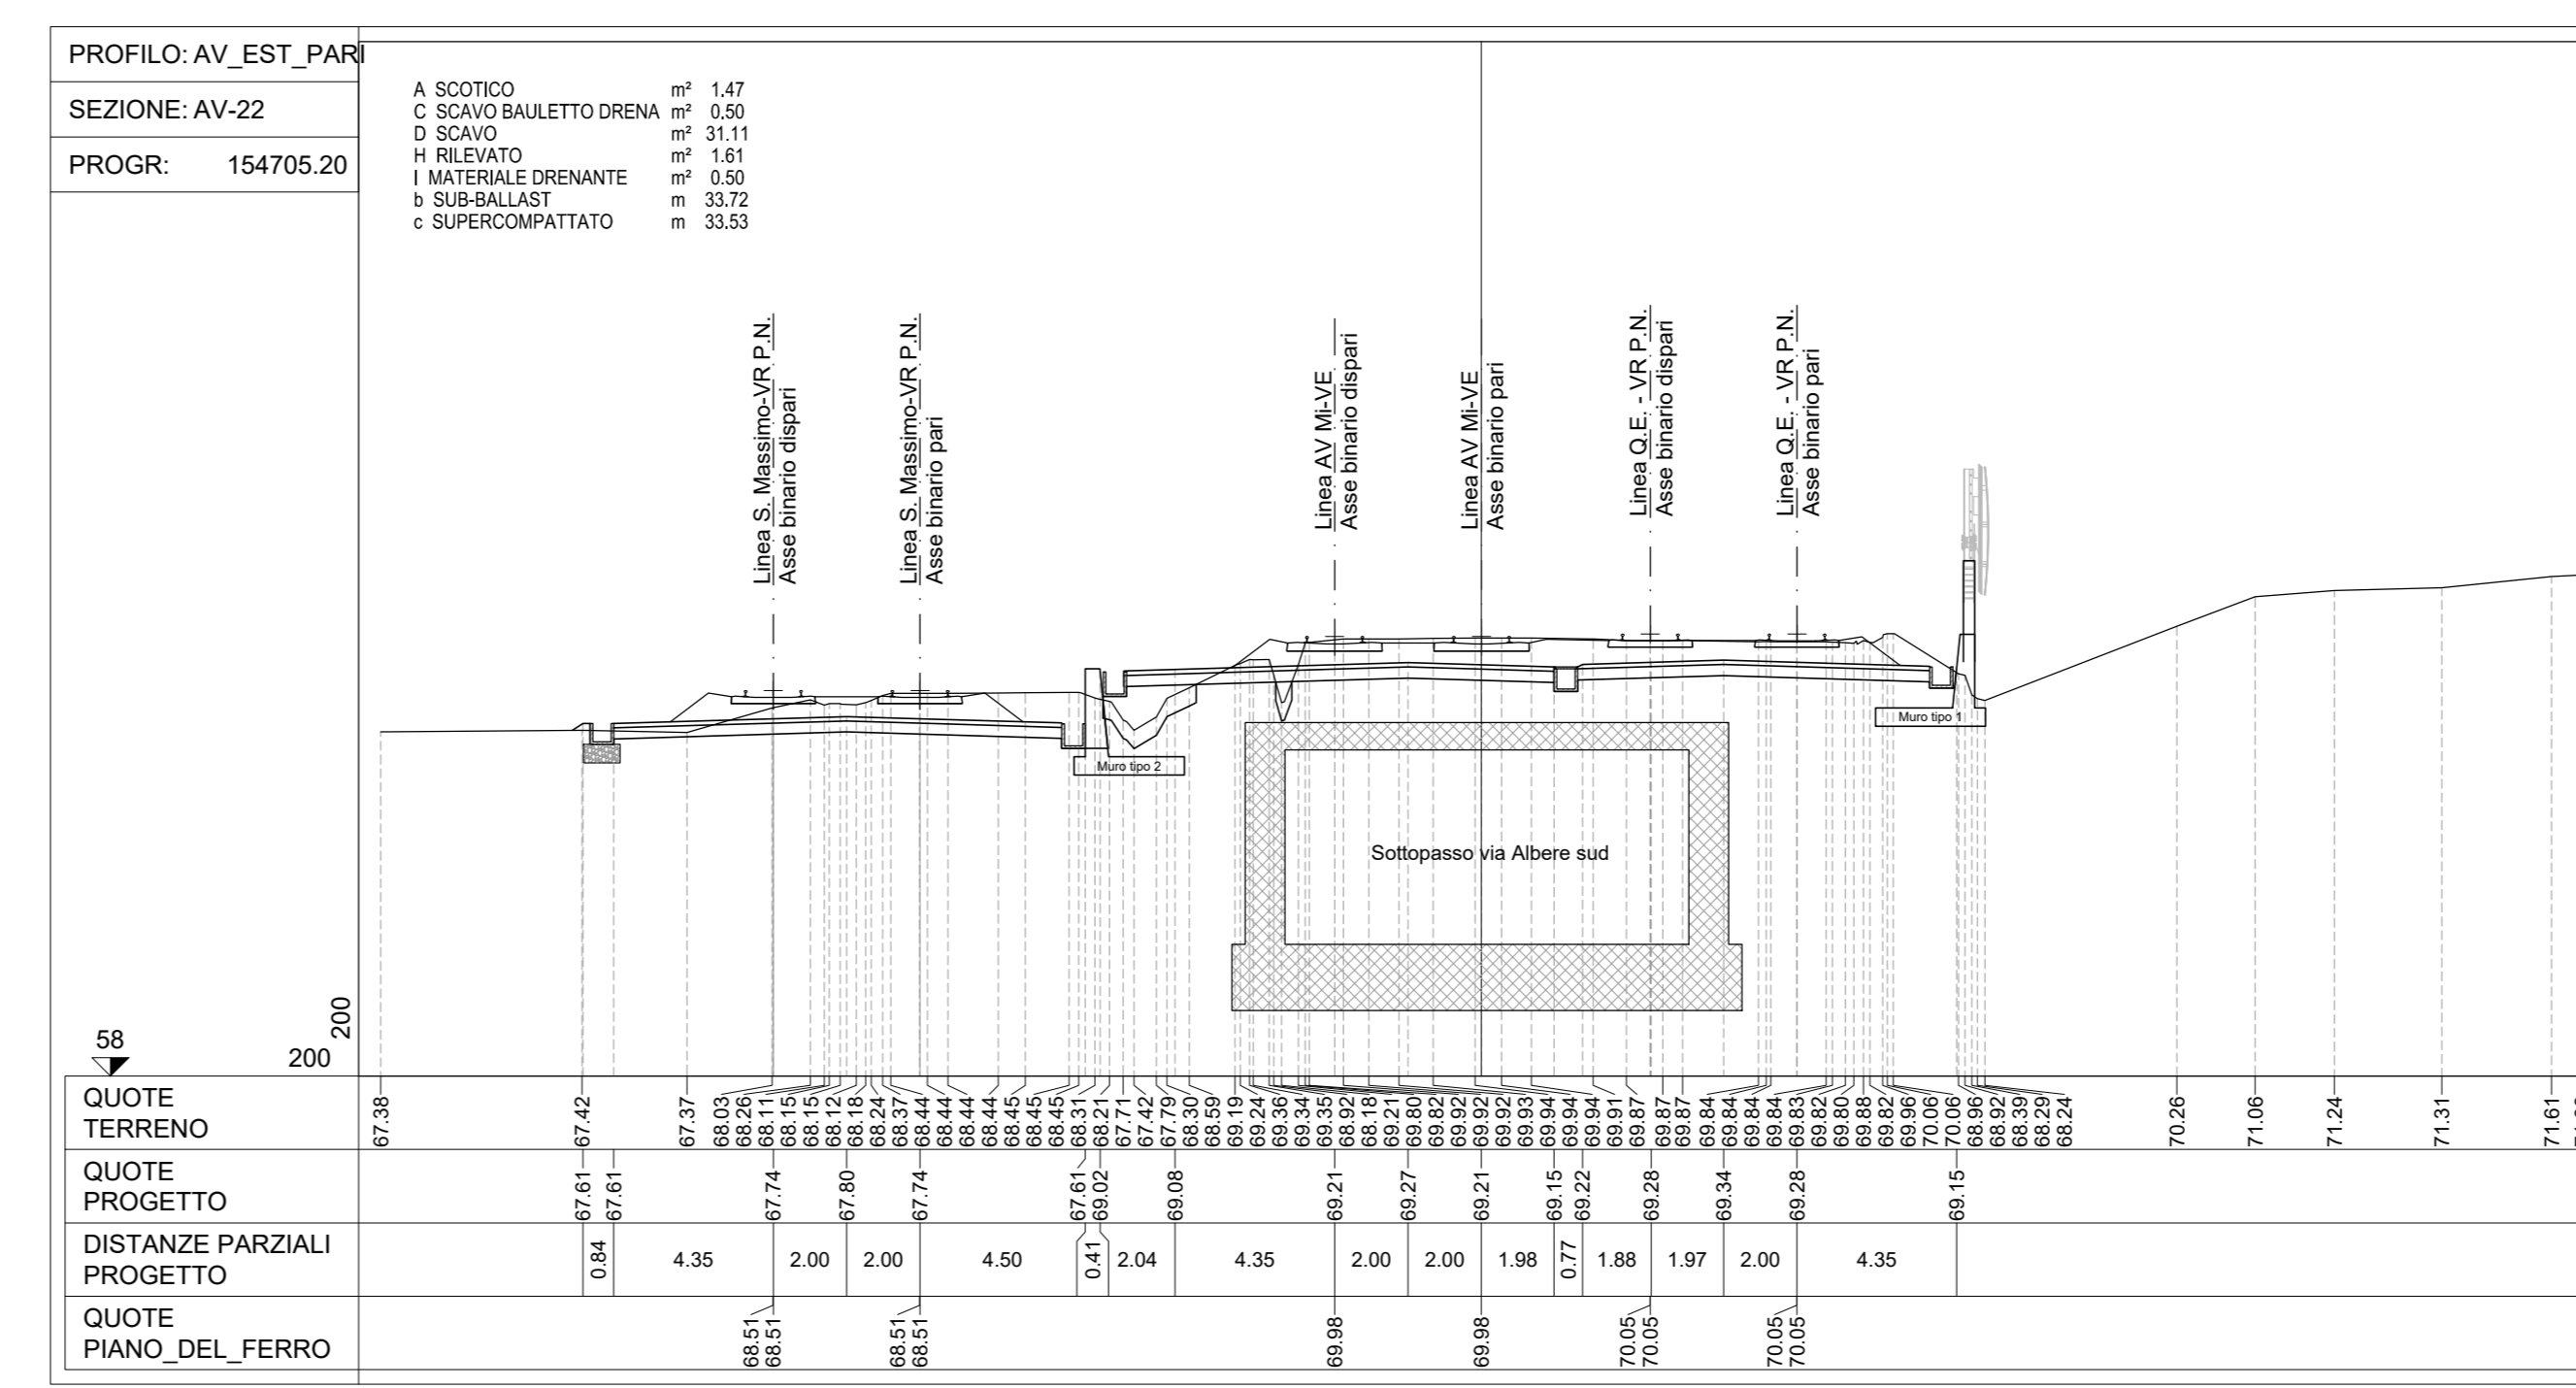 PROFILO: AV_EST_PARI
SEZIONE: AV-22
PROGR: 154705.20
A SCOTICO m² 1.47
C SCAVO BAULETTO DRENA m² 0.50
D SCAVO m² 31.11
H RILEVATO m² 1.61
I MATERIALE DRENANTE m² 0.50
b SUB-BALLAST m 33.72
c SUPERCOMPATTATO m 33.53
Linea S. Massimo-VR P.N.
Asse binario dispari
Linea S. Massimo-VR P.N.
Asse binario pari
Linea AV Mi-VE
Asse binario dispari
Linea AV Mi-VE
Asse binario pari
Linea Q.E. - VR P.N.
Asse binario dispari
Linea Q.E. - VR P.N.
Asse binario pari
Muro tipo 1
Muro tipo 2
Sottopasso via Albere sud
200
58
200
QUOTE
TERRENO
67.38 67.42 67.37 68.03 68.26 68.11 68.15 68.15 68.12 68.18 68.24 68.37 68.44 68.44 68.44 68.44 68.45 68.45 68.45 68.31 68.21 67.71 67.42 67.79 68.30 68.59 69.19 69.24 69.36 69.34 69.35 68.92 68.18 69.21 69.80 69.82 69.92 69.92 69.92 69.93 69.94 69.94 69.94 69.91 69.87 69.87 69.87 69.84 69.84 69.84 69.84 69.83 69.82 69.80 69.88 69.82 69.96 70.06 70.06 68.96 68.92 68.39 68.29 68.24 70.26 71.06 71.24 71.31 71.61
QUOTE
PROGETTO
67.61 67.61 67.74 67.80 67.74 67.61 69.02 69.08 69.21 69.27 69.21 69.15 69.22 69.28 69.34 69.28 69.15
DISTANZE PARZIALI
PROGETTO
0.84 4.35 2.00 2.00 4.50 0.41 2.04 4.35 2.00 2.00 1.98 0.77 1.88 1.97 2.00 4.35
QUOTE
PIANO_DEL_FERRO
68.51 68.51 68.51 68.51 69.98 69.98 70.05 70.05 70.05 70.05